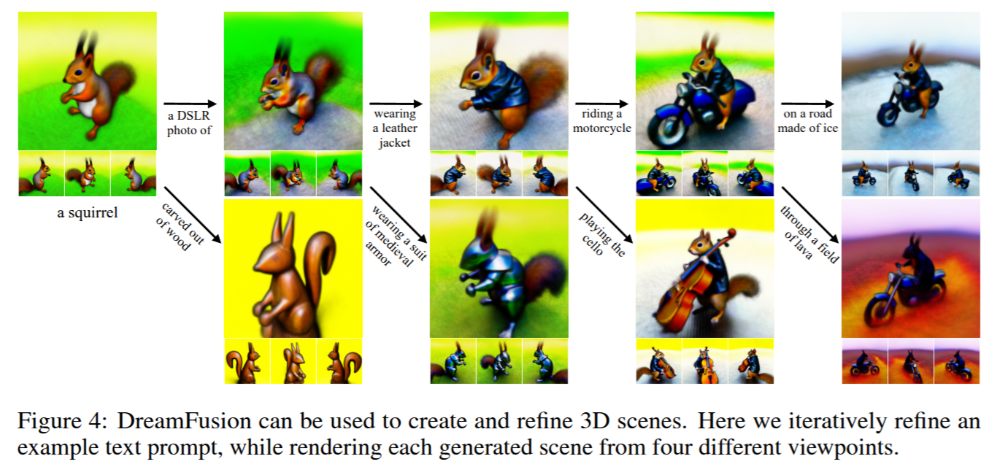 a DSLR
photo of
wearing
a leather
jacket
riding a
motorcycle
on a road
made of ice
a squirrel
carved out
of wood
wearing a suit
of medieval
armor
playing the
cello
through a field
of lava
Figure 4: DreamFusion can be used to create and refine 3D scenes. Here we iteratively refine an
example text prompt, while rendering each generated scene from four different viewpoints.